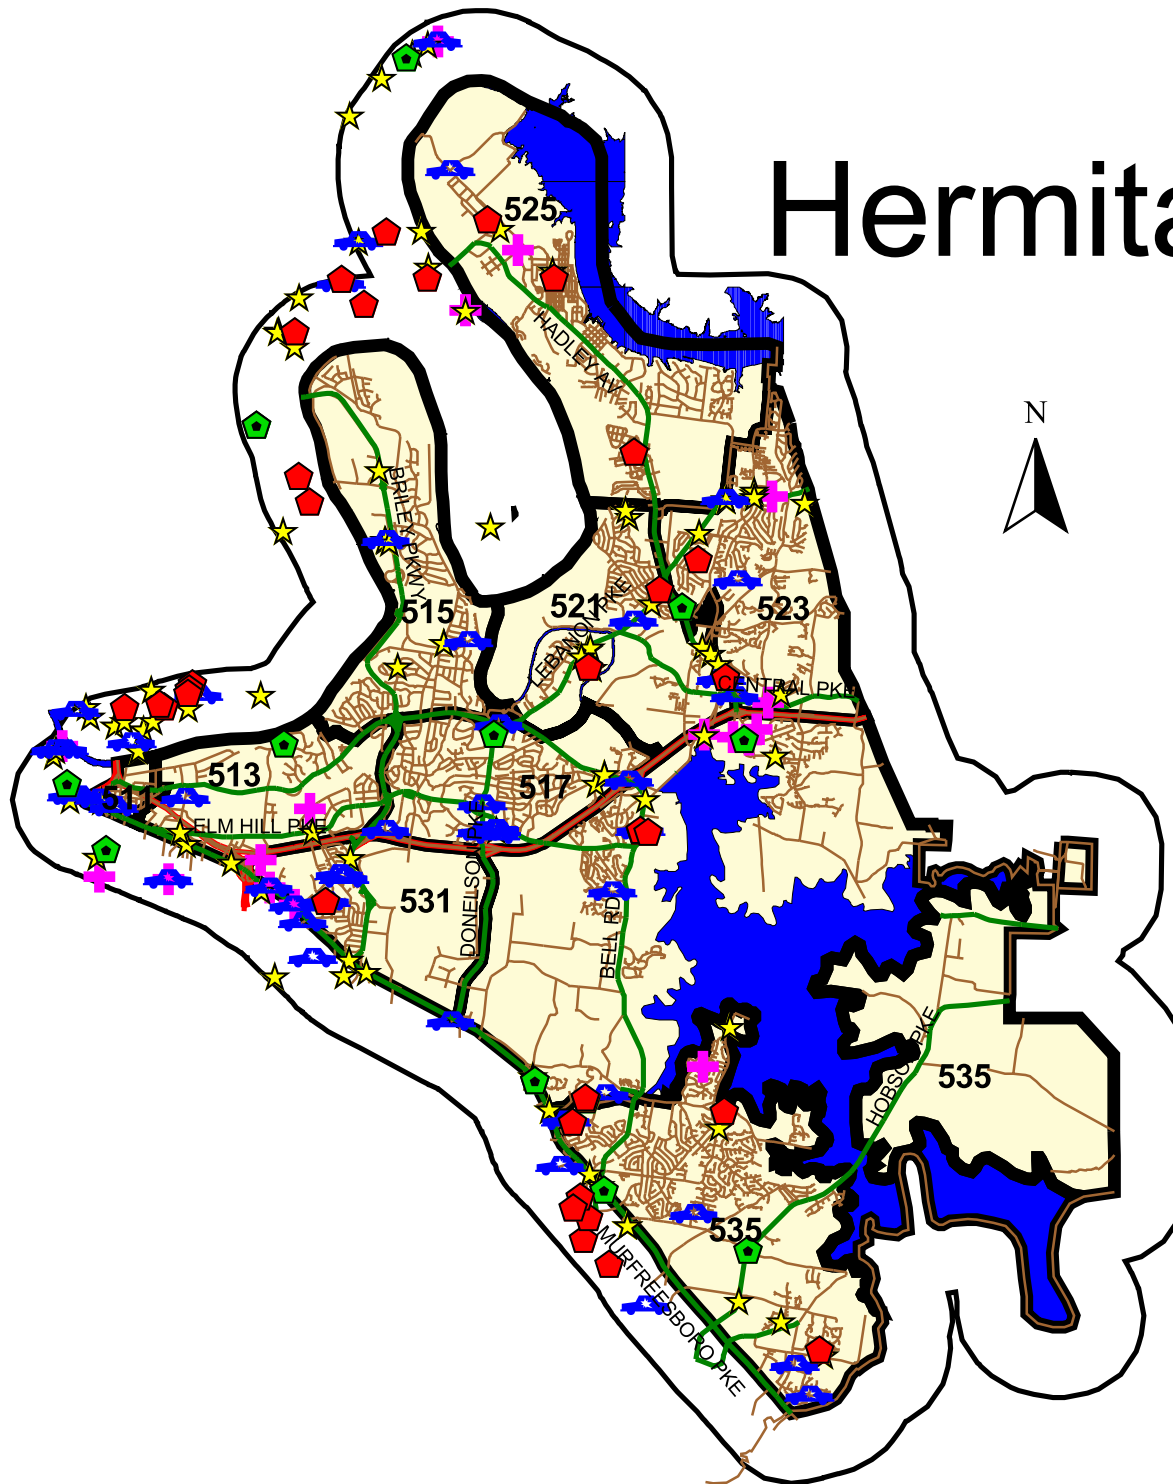 Hermita
525
HADLEY AV
N
BRILEY PKWY
515
521
LEBANON PKE
523
CENTRAL PKE
513
517
511
ELM HILL PKE
531
DONELSON PKE
BELL RD
HOBSON PKE
535
535
MURFREESBORO PKE